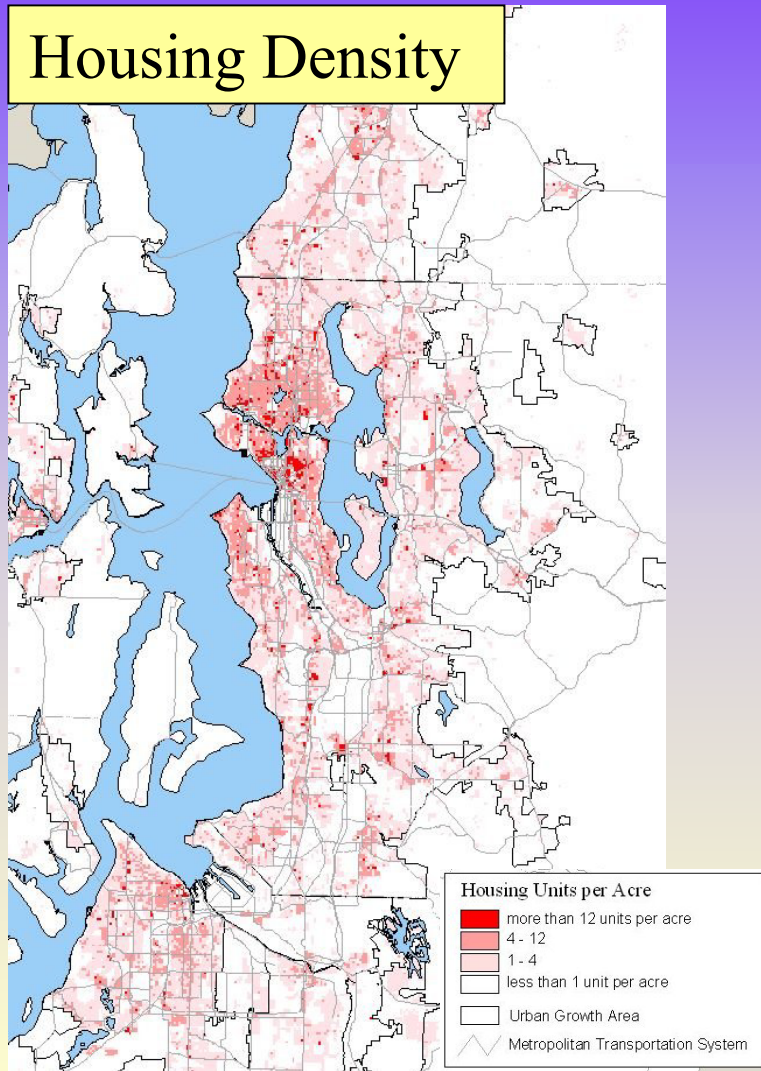 Housing Density
Housing Units per Acre
more than 12 units per acre
4 - 12
1 - 4
less than 1 unit per acre
Urban Growth Area
Metropolitan Transportation System